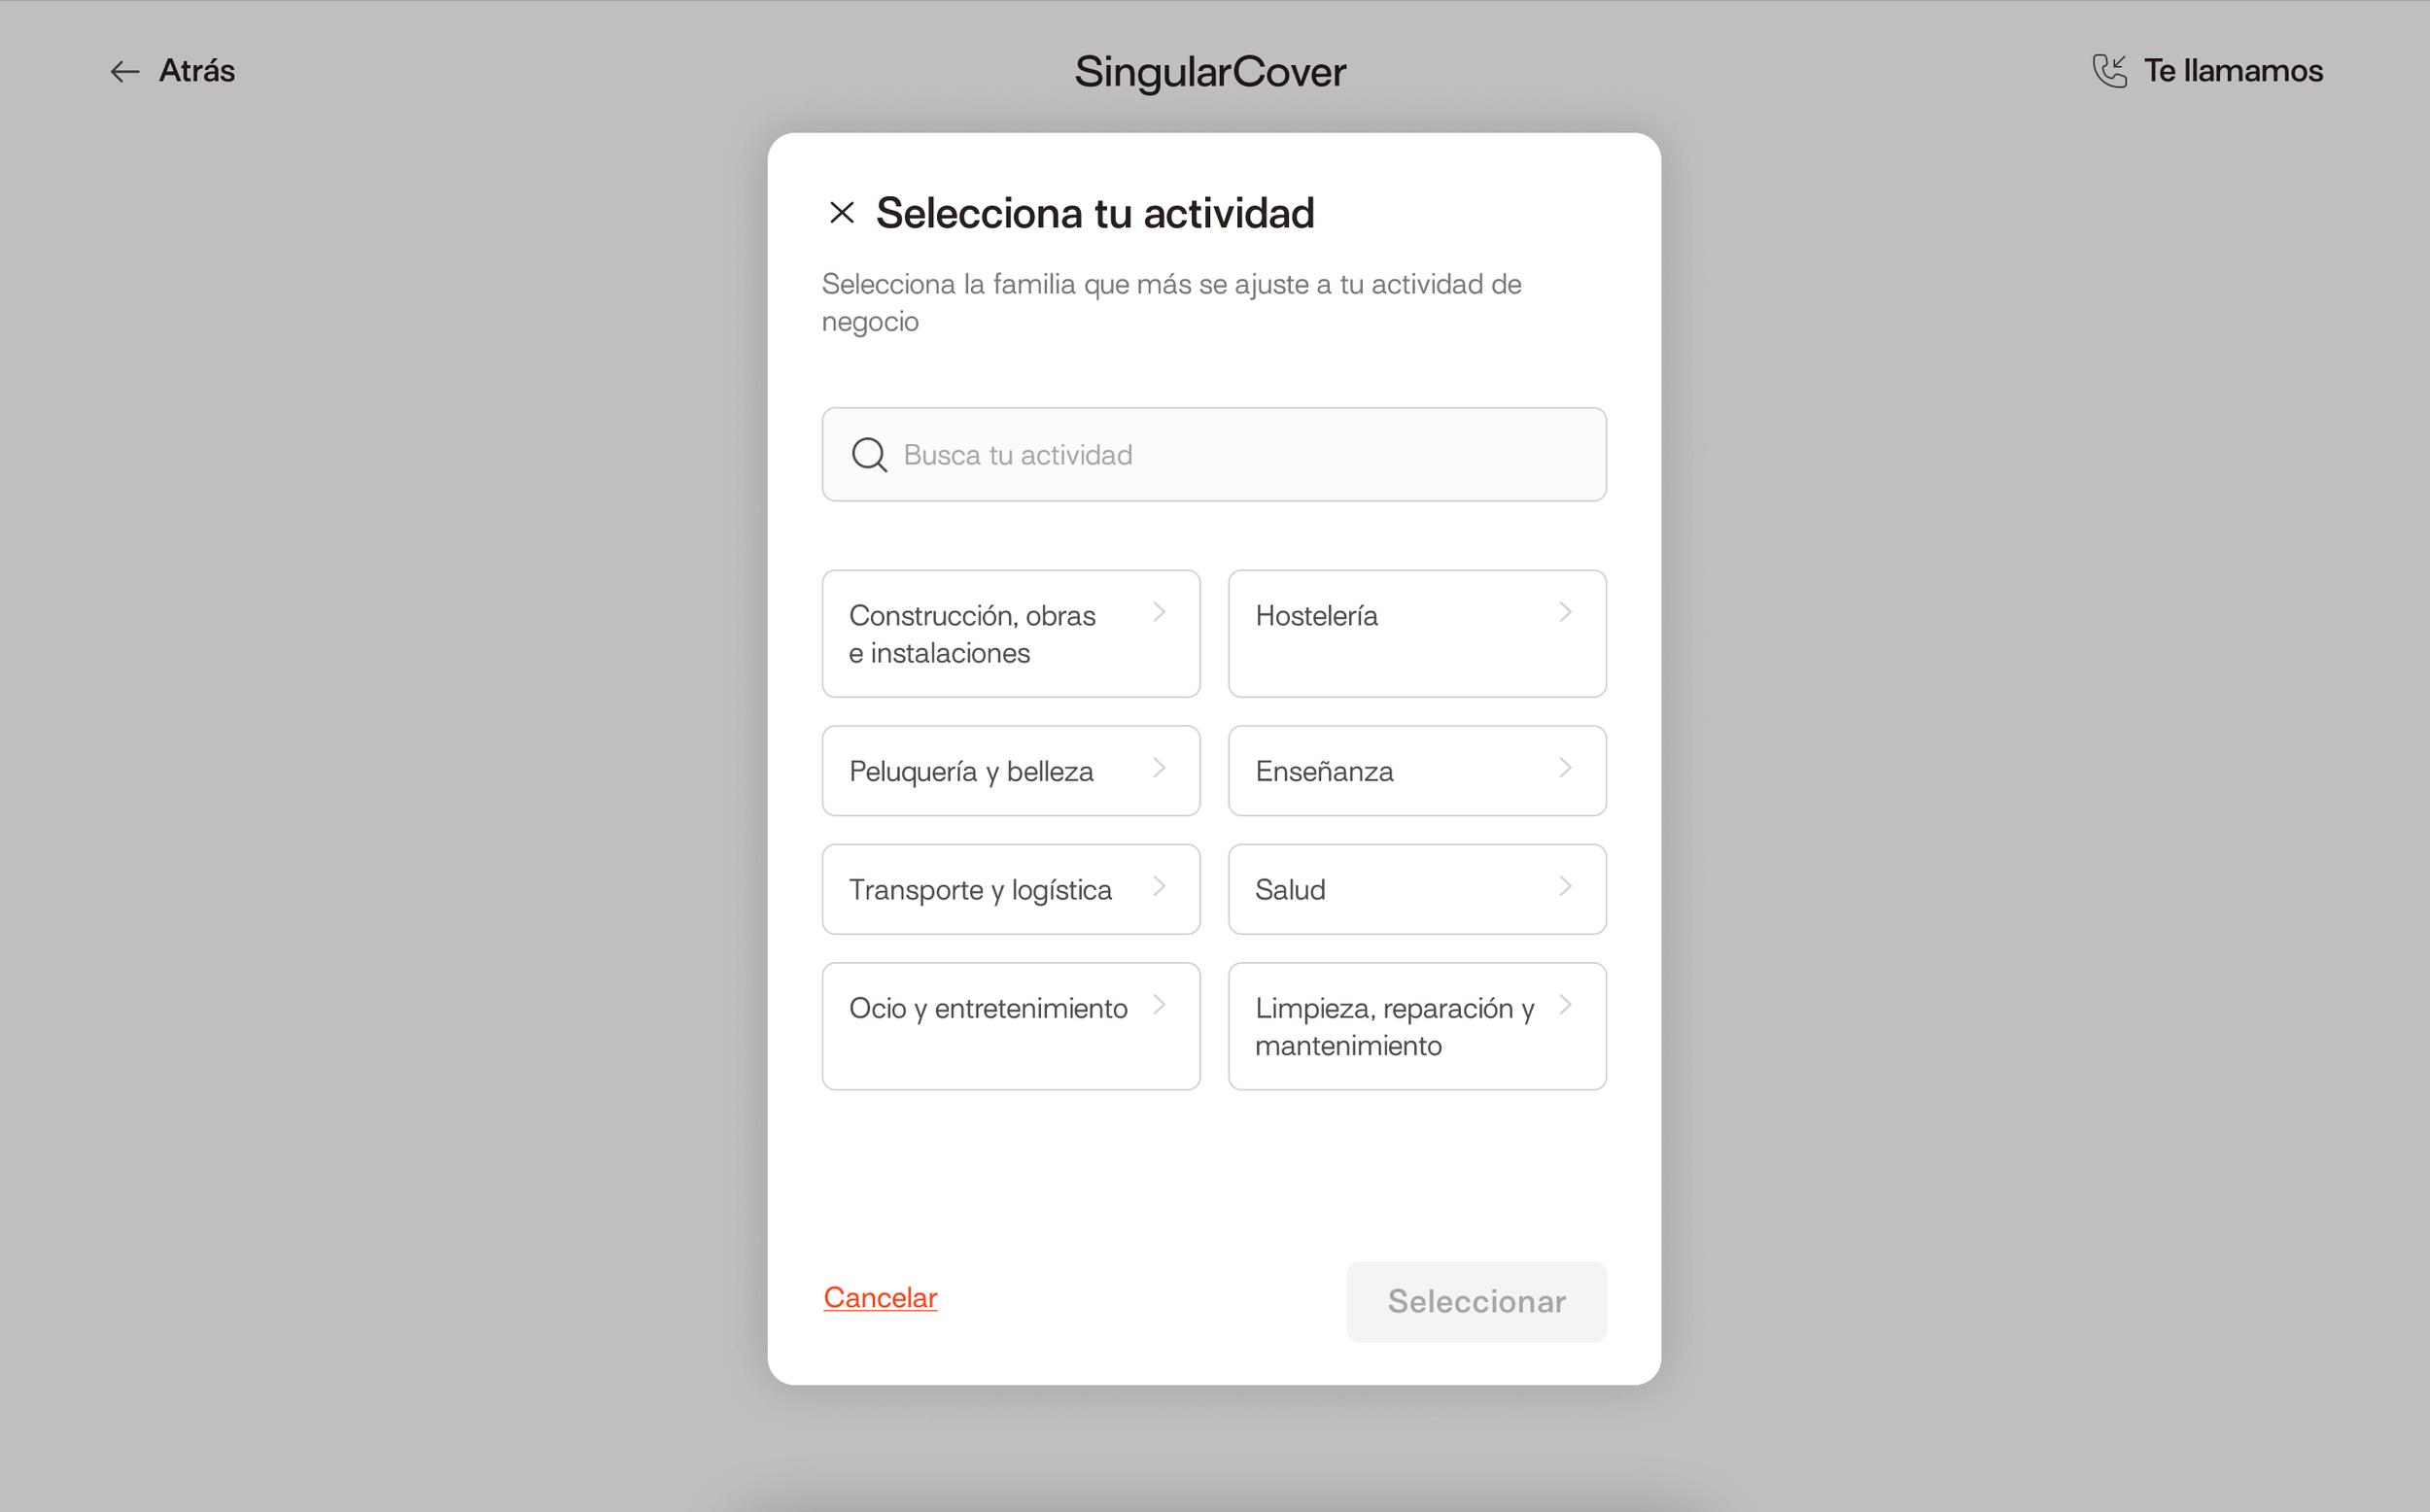 Atrás
SingularCover
Te llamamos
Selecciona tu actividad
Selecciona la familia que más se ajuste a tu actividad de
negocio
Busca tu actividad
Construcción, obras
e instalaciones
Hostelería
Peluquería y belleza
Enseñanza
Transporte y logística
Salud
Ocio y entretenimiento
Limpieza, reparación y
mantenimiento
Cancelar
Seleccionar